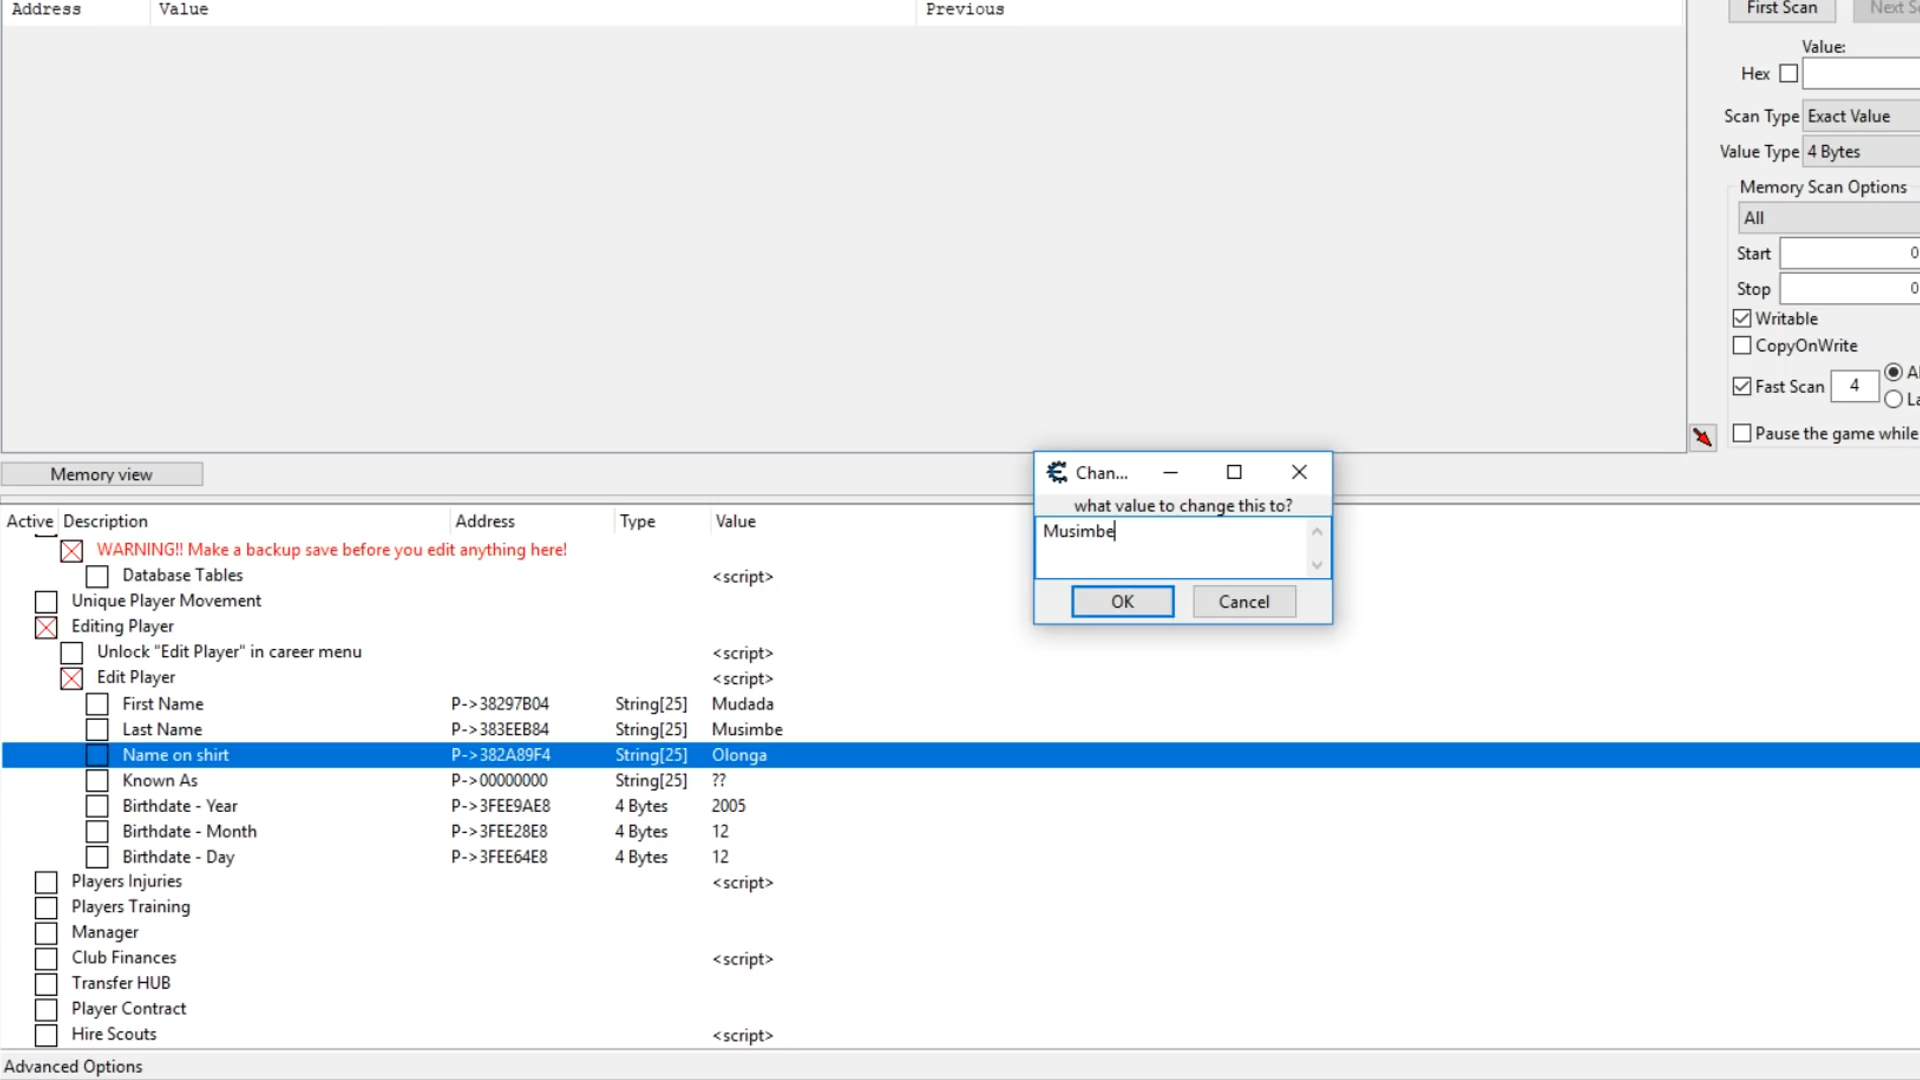 Address Value Previous
First Scan Next
Value:
Hex
Scan Type Exact Value
Value Type 4 Bytes
Memory Scan Options
All
Start 0
Stop 0
Writable
CopyOnWrite
Fast Scan 4
Pause the game while
Memory view
Chan...
what value to change this to?
Musimbe
OK Cancel
Active Description Address Type Value
WARNING!! Make a backup save before you edit anything here!
Database Tables <script>
Unique Player Movement
Editing Player
Unlock "Edit Player" in career menu <script>
Edit Player <script>
First Name P->38297B04 String[25] Mudada
Last Name P->383EEB84 String[25] Musimbe
Name on shirt P->382A89F4 String[25] Olonga
Known As P->00000000 String[25] ??
Birthdate - Year P->3FEE9AE8 4 Bytes 2005
Birthdate - Month P->3FEE28E8 4 Bytes 12
Birthdate - Day P->3FEE64E8 4 Bytes 12
Players Injuries <script>
Players Training
Manager
Club Finances <script>
Transfer HUB
Player Contract
Hire Scouts <script>
Advanced Options